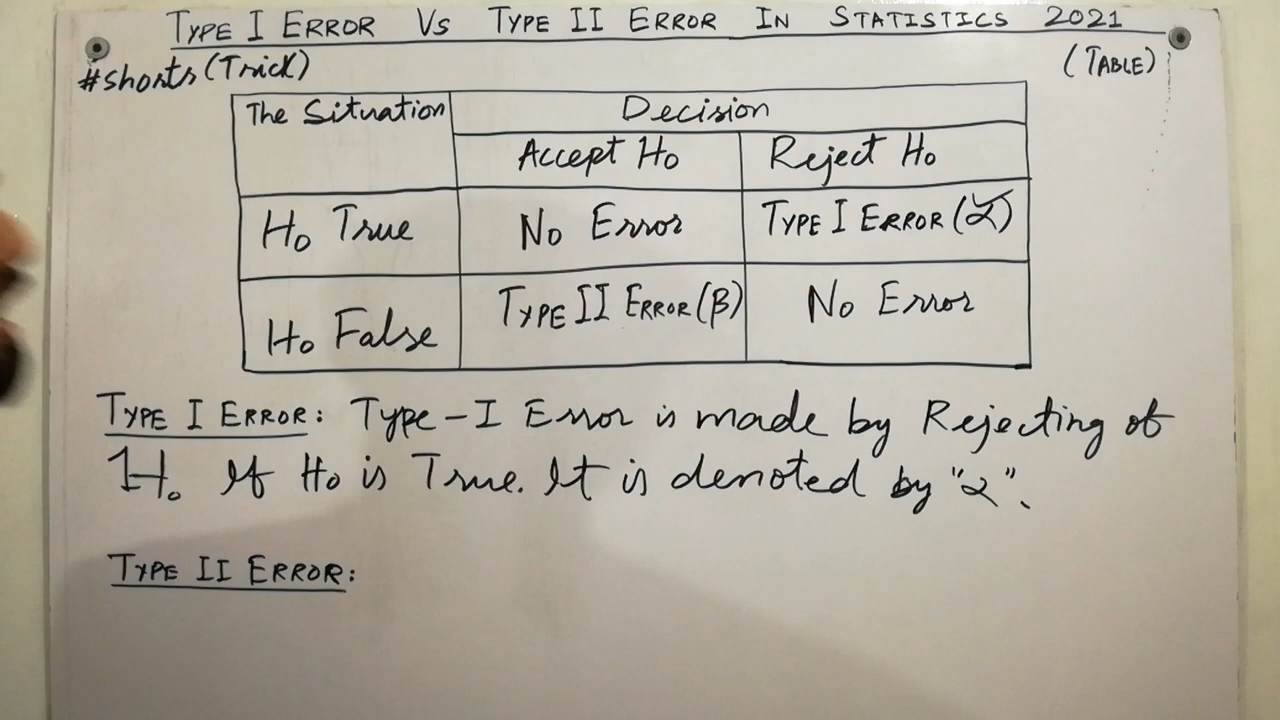 TYPE I ERROR Vs TYPE II ERROR IN STATISTICS 2021
#shorts (Trick)
(TABLE)
The Situation
Decision
Accept Ho
Reject Ho
Ho True
No Error
TYPE I ERROR (α)
Ho False
TYPE II ERROR (β)
No Error
TYPE I ERROR: Type-I Error is made by Rejecting of
Ho If Ho is True. It is denoted by "α".
TYPE II ERROR: